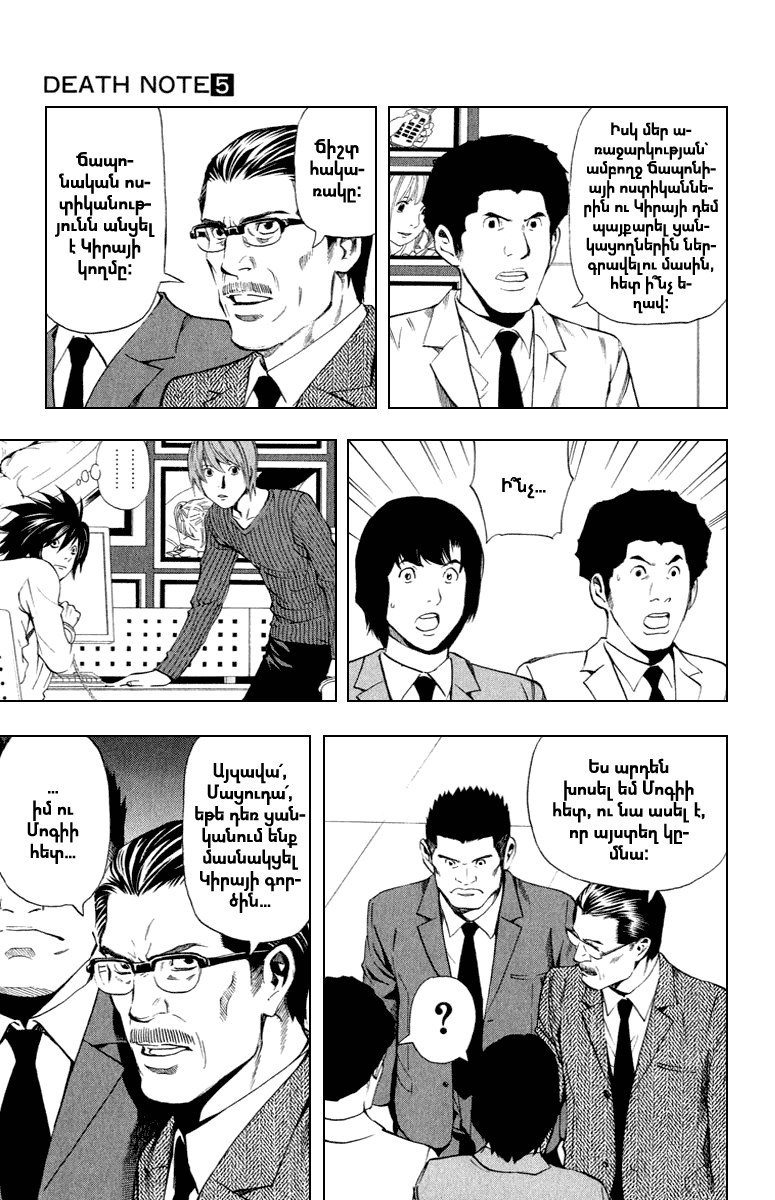 DEATH NOTE 5
Իսկ մեր ա-
ռաջարկության՝
ամբողջ Ճապոնի-
այի ոստիկաննե-
րին ու Կիրայի դեմ
պայքարել ցան-
կացողներին ներ-
գրավելու մասին,
հետ ի՞նչ ե-
ղավ:
Ճիշտ
հակա-
ռակը:
Ճապո-
նական ոս-
տիկանութ-
յունն անցել
է Կիրայի
կողմը:
Ի՞նչ...
Ես արդեն
խոսել եմ Մոգիի
հետ, ու նա ասել է,
որ այստեղ կը-
մնա:
?
Այզավա՛,
Մացուդա՛,
եթե դեռ ցան-
կանում ենք
մասնակցել
Կիրայի գոր-
ծին...
...
իմ ու
Մոգիի
հետ...